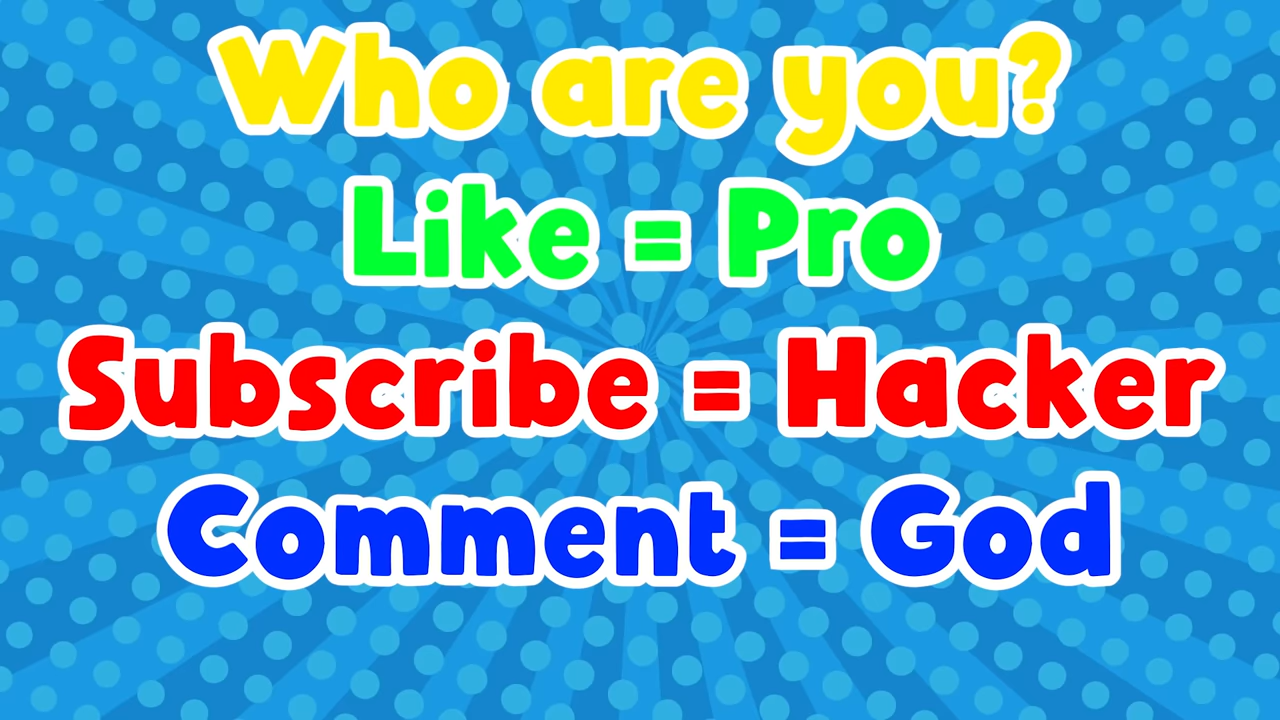 Who are you?
Like = Pro
Subscribe = Hacker
Comment = God